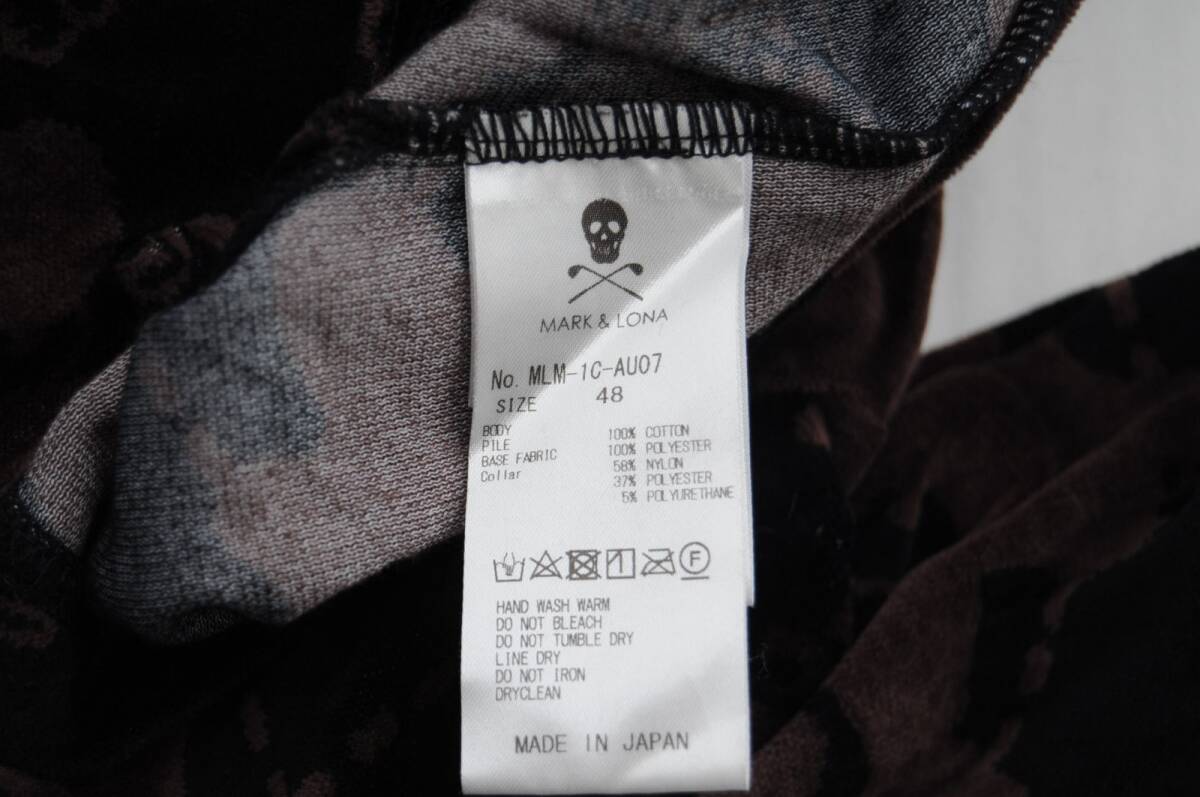 MARK & LONA
No. MLM-1C-AU07
SIZE 48
BODY
PILE 100% COTTON
BASE FABRIC 100% POLYESTER
Collar 58% NYLON
37% POLYESTER
5% POLYURETHANE
F
HAND WASH WARM
DO NOT BLEACH
DO NOT TUMBLE DRY
LINE DRY
DO NOT IRON
DRYCLEAN
MADE IN JAPAN